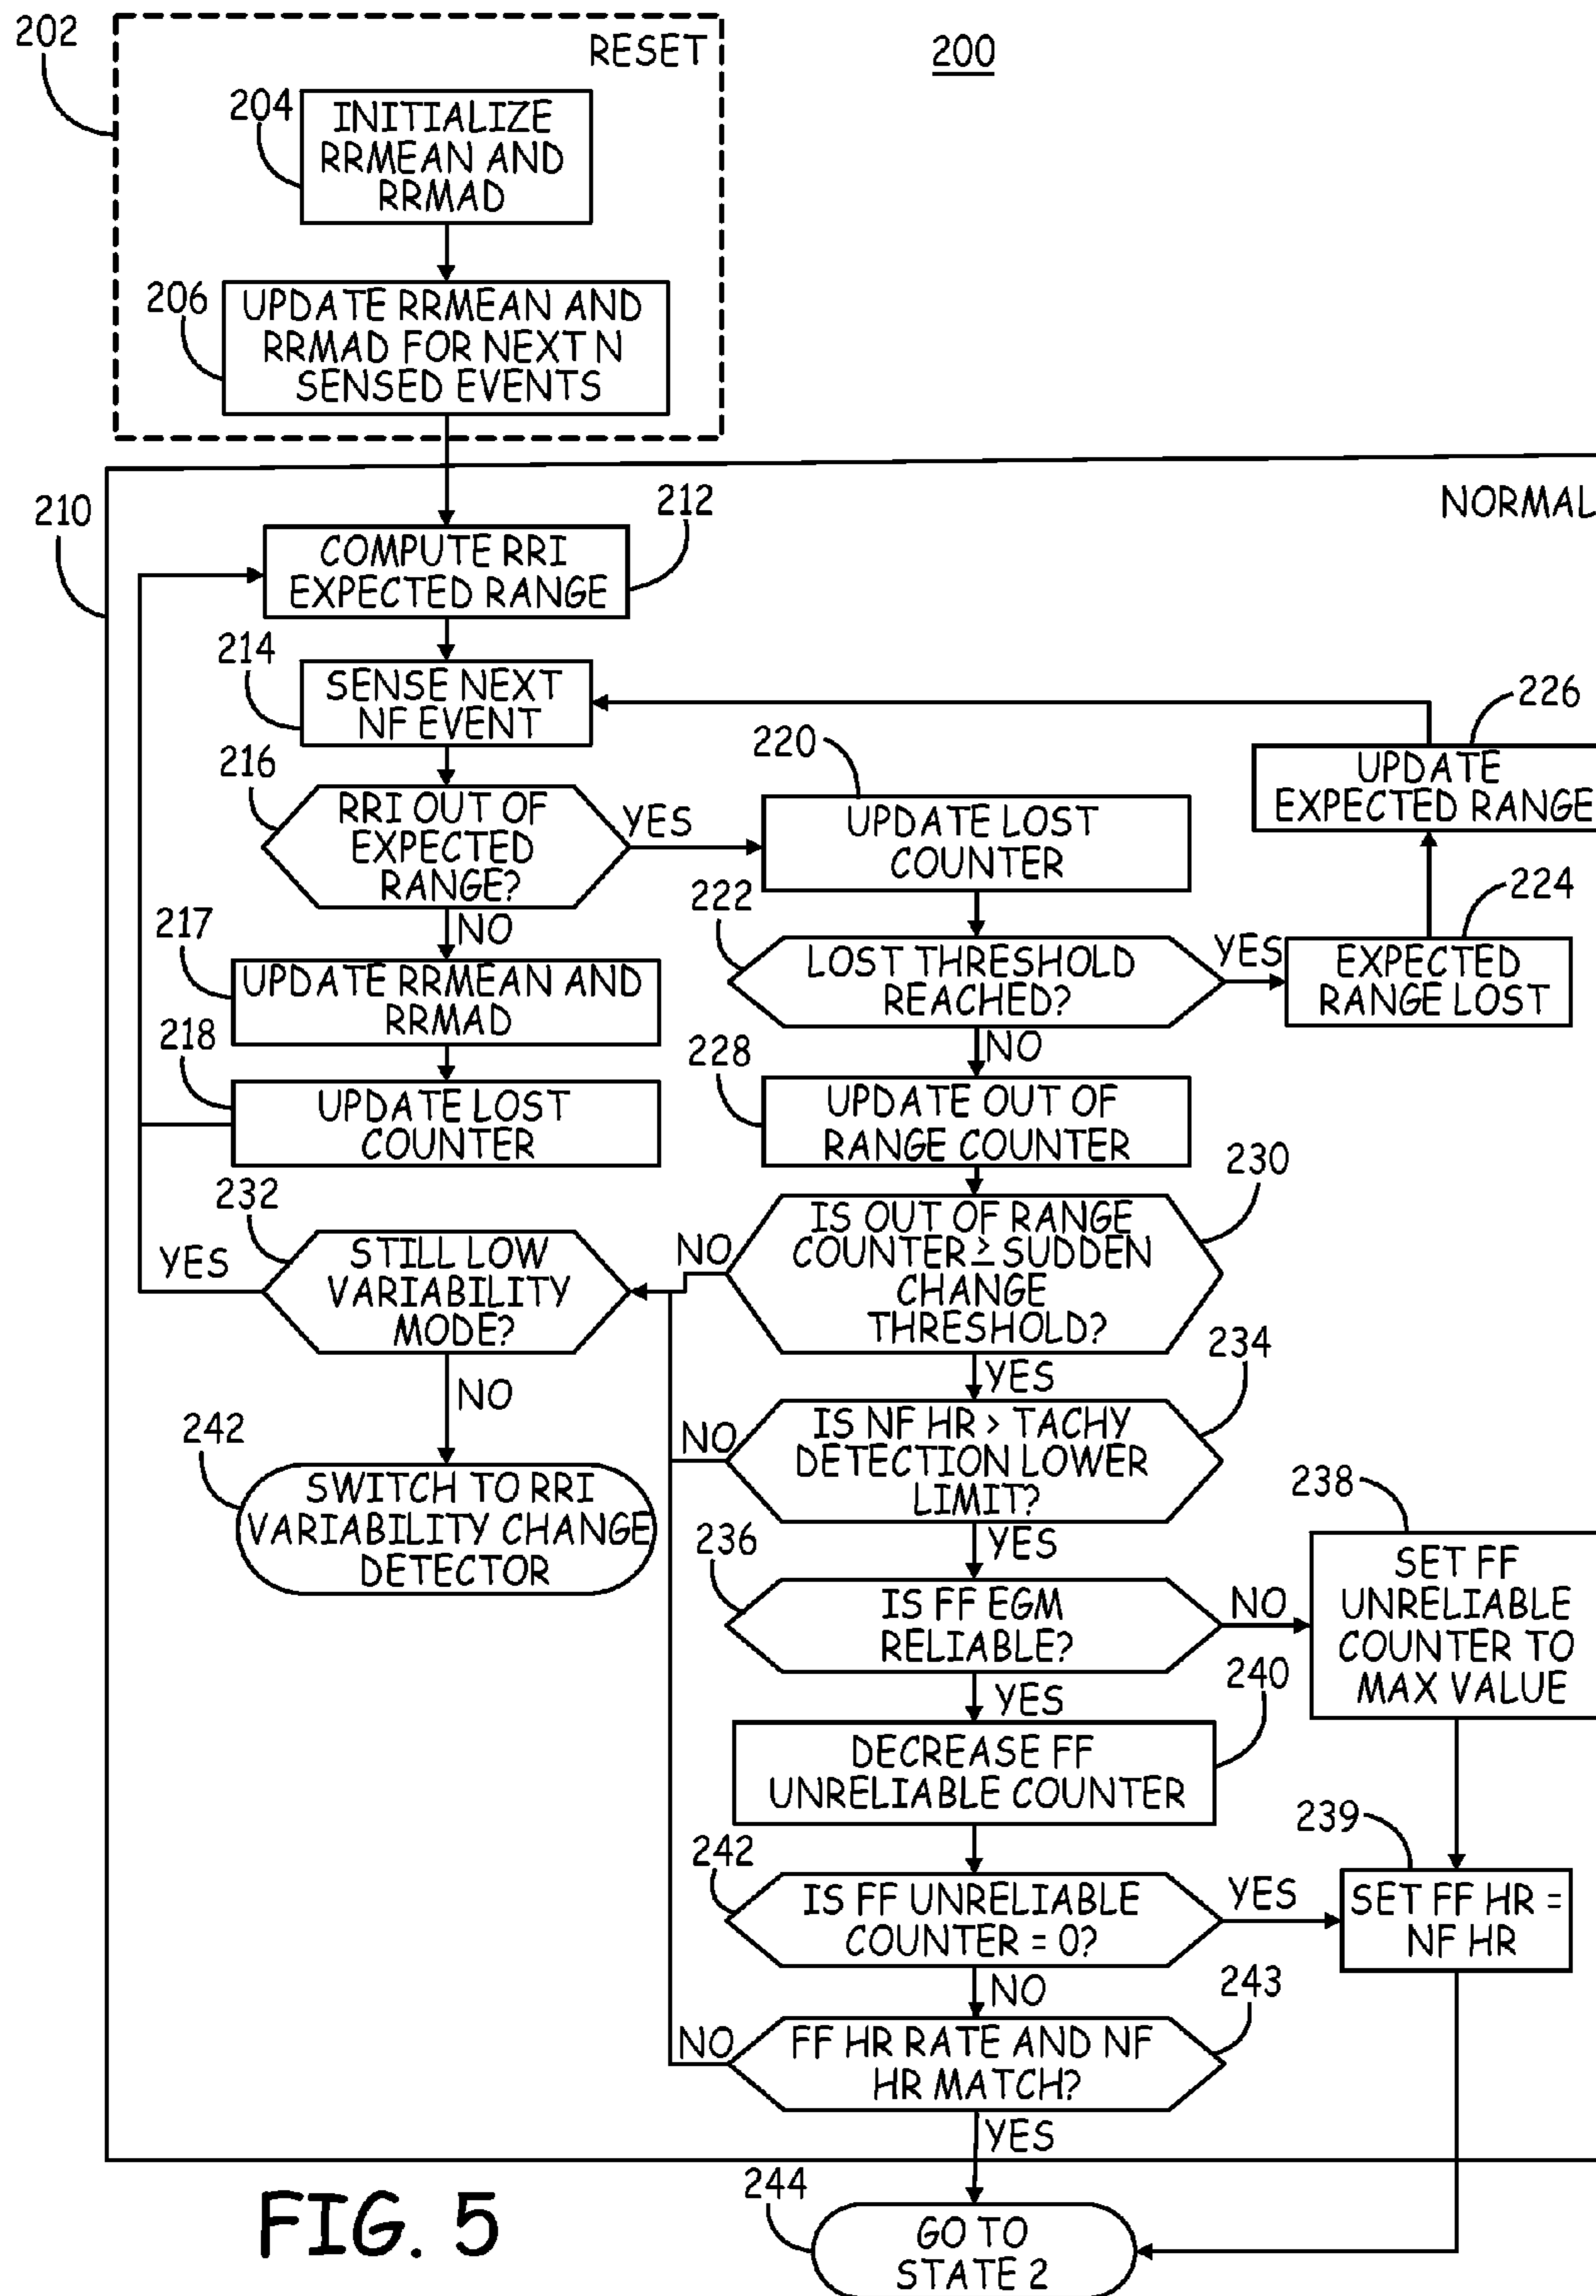 202
RESET
200
204
INITIALIZE
RRMEAN AND
RRMAD
206
UPDATE RRMEAN AND
RRMAD FOR NEXT N
SENSED EVENTS
210
NORMAL
212
COMPUTE RRI
EXPECTED RANGE
214
SENSE NEXT
NF EVENT
226
UPDATE
EXPECTED RANGE
216
RRI OUT OF
EXPECTED
RANGE?
YES
220
UPDATE LOST
COUNTER
NO
222
LOST THRESHOLD
REACHED?
YES
224
EXPECTED
RANGE LOST
217
UPDATE RRMEAN AND
RRMAD
218
UPDATE LOST
COUNTER
NO
228
UPDATE OUT OF
RANGE COUNTER
230
IS OUT OF RANGE
COUNTER ≥ SUDDEN
CHANGE
THRESHOLD?
NO
232
STILL LOW
VARIABILITY
MODE?
YES
NO
242
SWITCH TO RRI
VARIABILITY CHANGE
DETECTOR
YES
234
IS NF HR > TACHY
DETECTION LOWER
LIMIT?
NO
YES
236
IS FF EGM
RELIABLE?
NO
238
SET FF
UNRELIABLE
COUNTER TO
MAX VALUE
YES
240
DECREASE FF
UNRELIABLE COUNTER
242
IS FF UNRELIABLE
COUNTER = 0?
YES
239
SET FF HR =
NF HR
NO
243
FF HR RATE AND NF
HR MATCH?
NO
YES
244
GO TO
STATE 2
FIG. 5